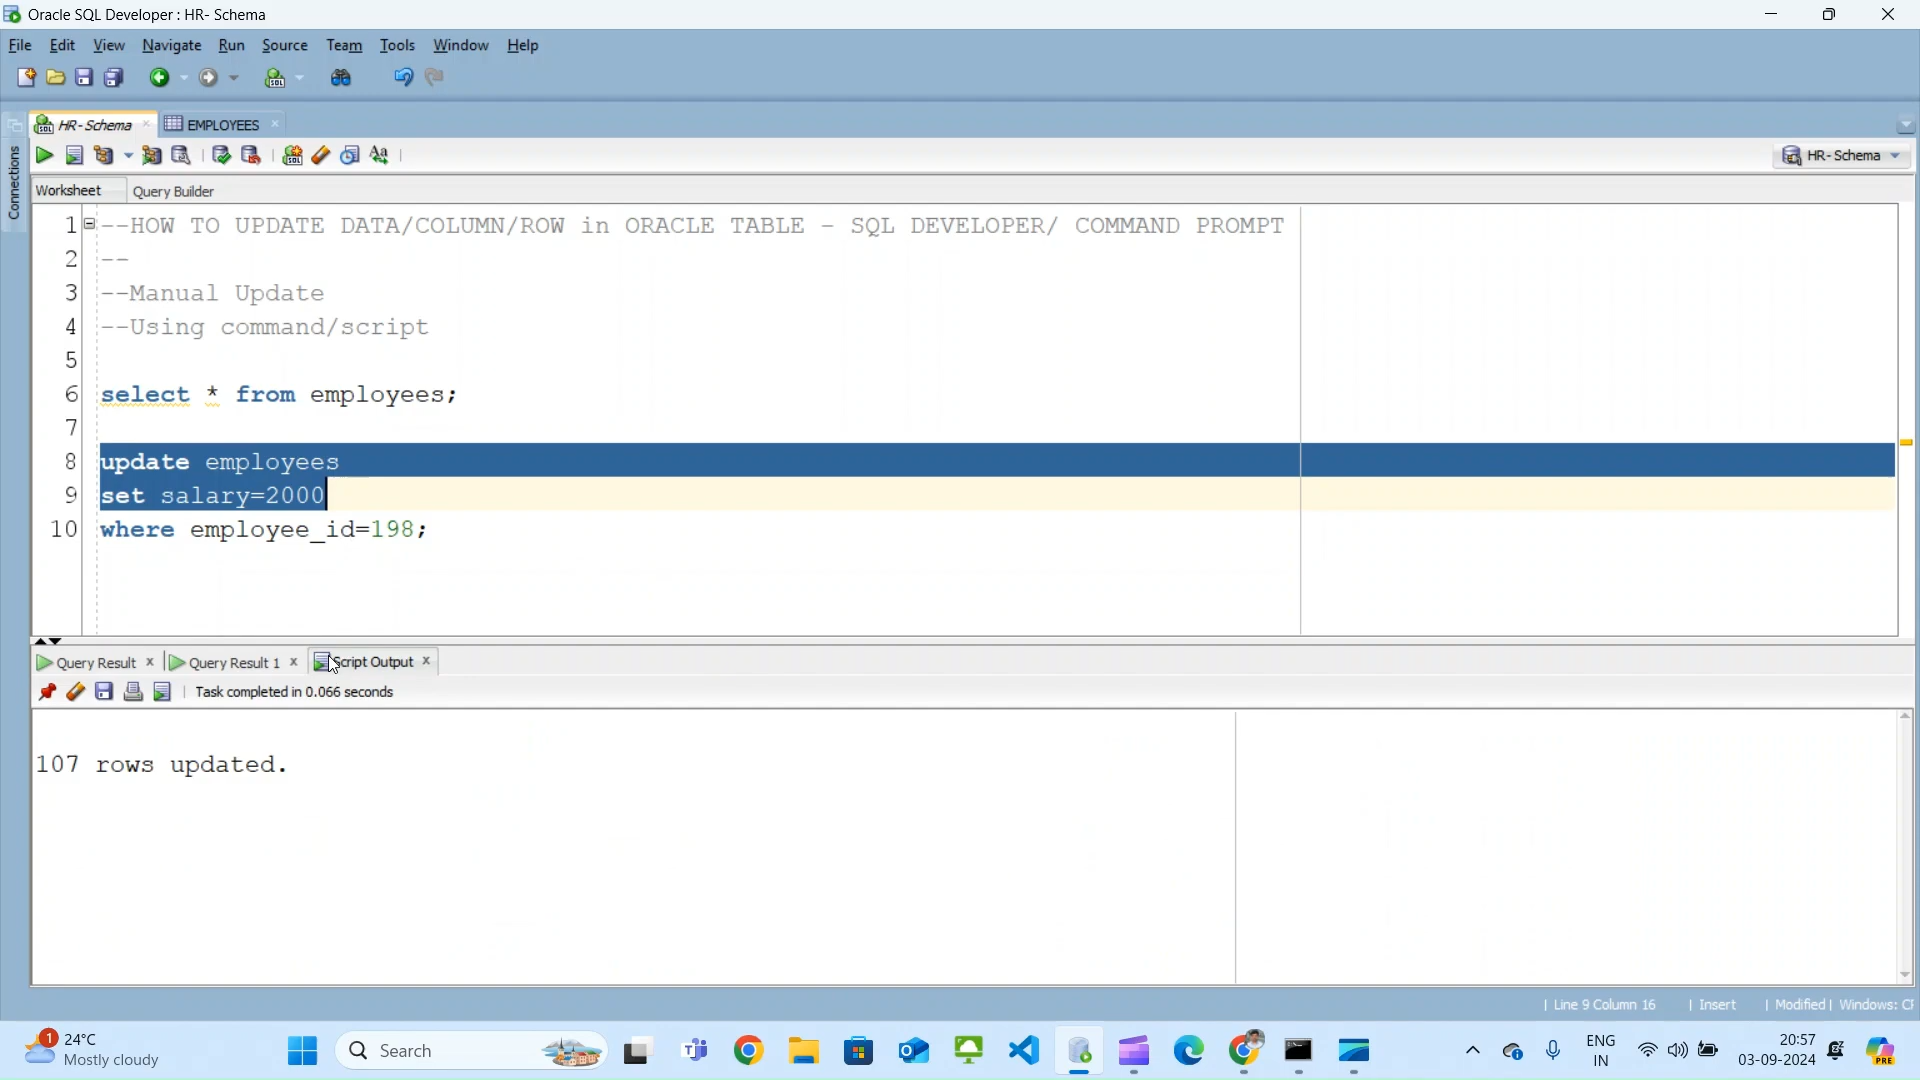 Oracle SQL Developer : HR- Schema
File Edit View Navigate Run Source Team Tools Window Help
HR-Schema EMPLOYEES
HR- Schema
Connections
Worksheet Query Builder
1 --HOW TO UPDATE DATA/COLUMN/ROW in ORACLE TABLE - SQL DEVELOPER/ COMMAND PROMPT
2 --
3 --Manual Update
4 --Using command/script
5
6 select * from employees;
7
8 update employees
9 set salary=2000
10 where employee_id=198;
Query Result Query Result 1 Script Output
Task completed in 0.066 seconds
107 rows updated.
Line 9 Column 16 Insert Modified Windows: CF
1 24°C
Mostly cloudy
Search
ENG
IN
20:57
03-09-2024
PRE